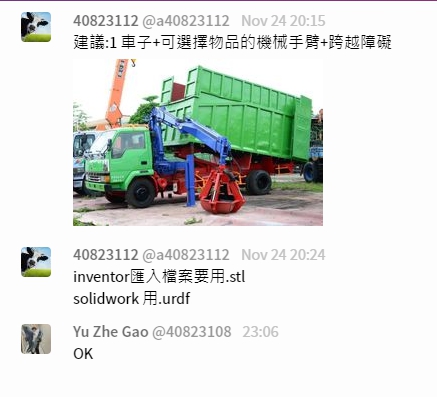 40823112 @a40823112 Nov 24 20:15
建議:1 車子+可選擇物品的機械手臂+跨越障礙
40823112 @a40823112 Nov 24 20:24
inventor匯入檔案要用.stl
solidwork 用.urdf
Yu Zhe Gao @40823108 23:06
OK